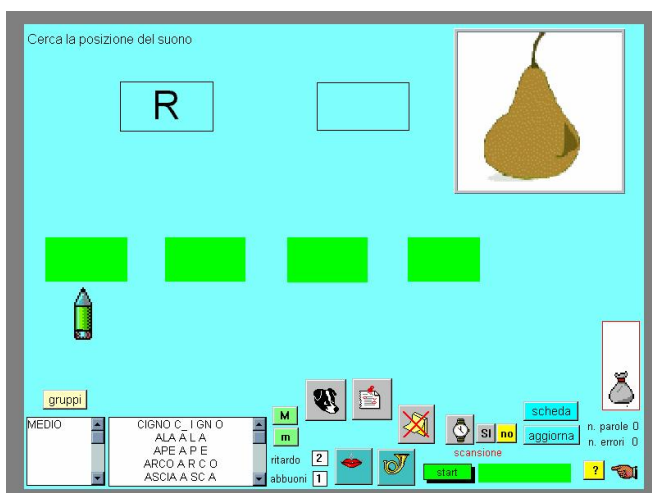 Cerca la posizione del suono
R
gruppi
MEDIO
CIGNO C_ I GN O
ALA A L A
APE A P E
ARCO A R C O
ASCIA A SC A
M
m
ritardo 2
abbuoni 1
SI no
scansione
start
scheda
aggiorna
n. parole 0
n. errori 0
?